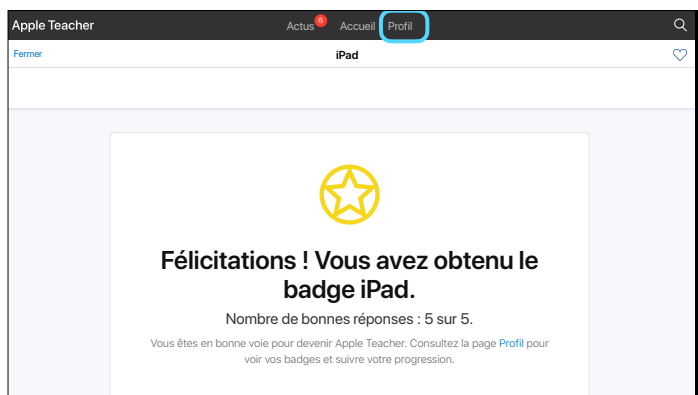 Apple Teacher Actus 6 Accueil Profil
Fermer iPad
Félicitations ! Vous avez obtenu le
badge iPad.
Nombre de bonnes réponses : 5 sur 5.
Vous êtes en bonne voie pour devenir Apple Teacher. Consultez la page Profil pour
voir vos badges et suivre votre progression.